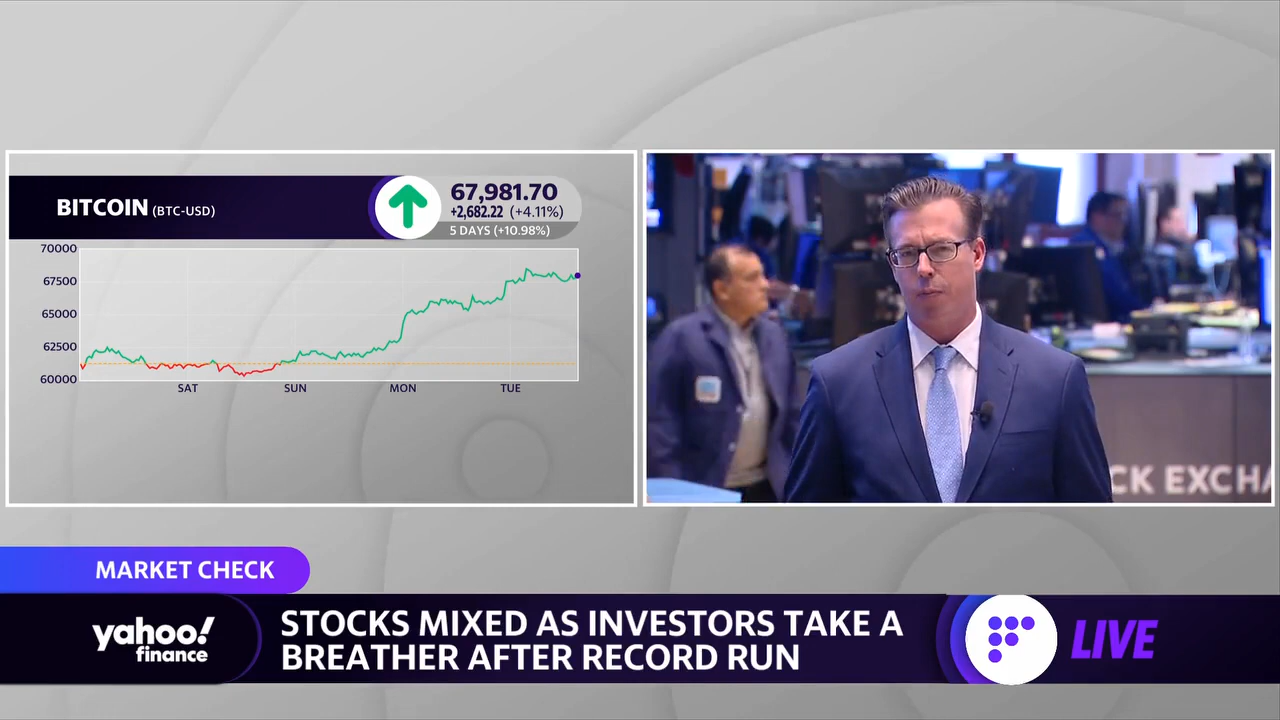 BITCOIN (BTC-USD)
67,981.70
+2,682.22 (+4.11%)
5 DAYS (+10.98%)
70000
67500
65000
62500
60000
SAT SUN MON TUE
CK EXCHA
MARKET CHECK
yahoo!
finance
STOCKS MIXED AS INVESTORS TAKE A
BREATHER AFTER RECORD RUN
LIVE